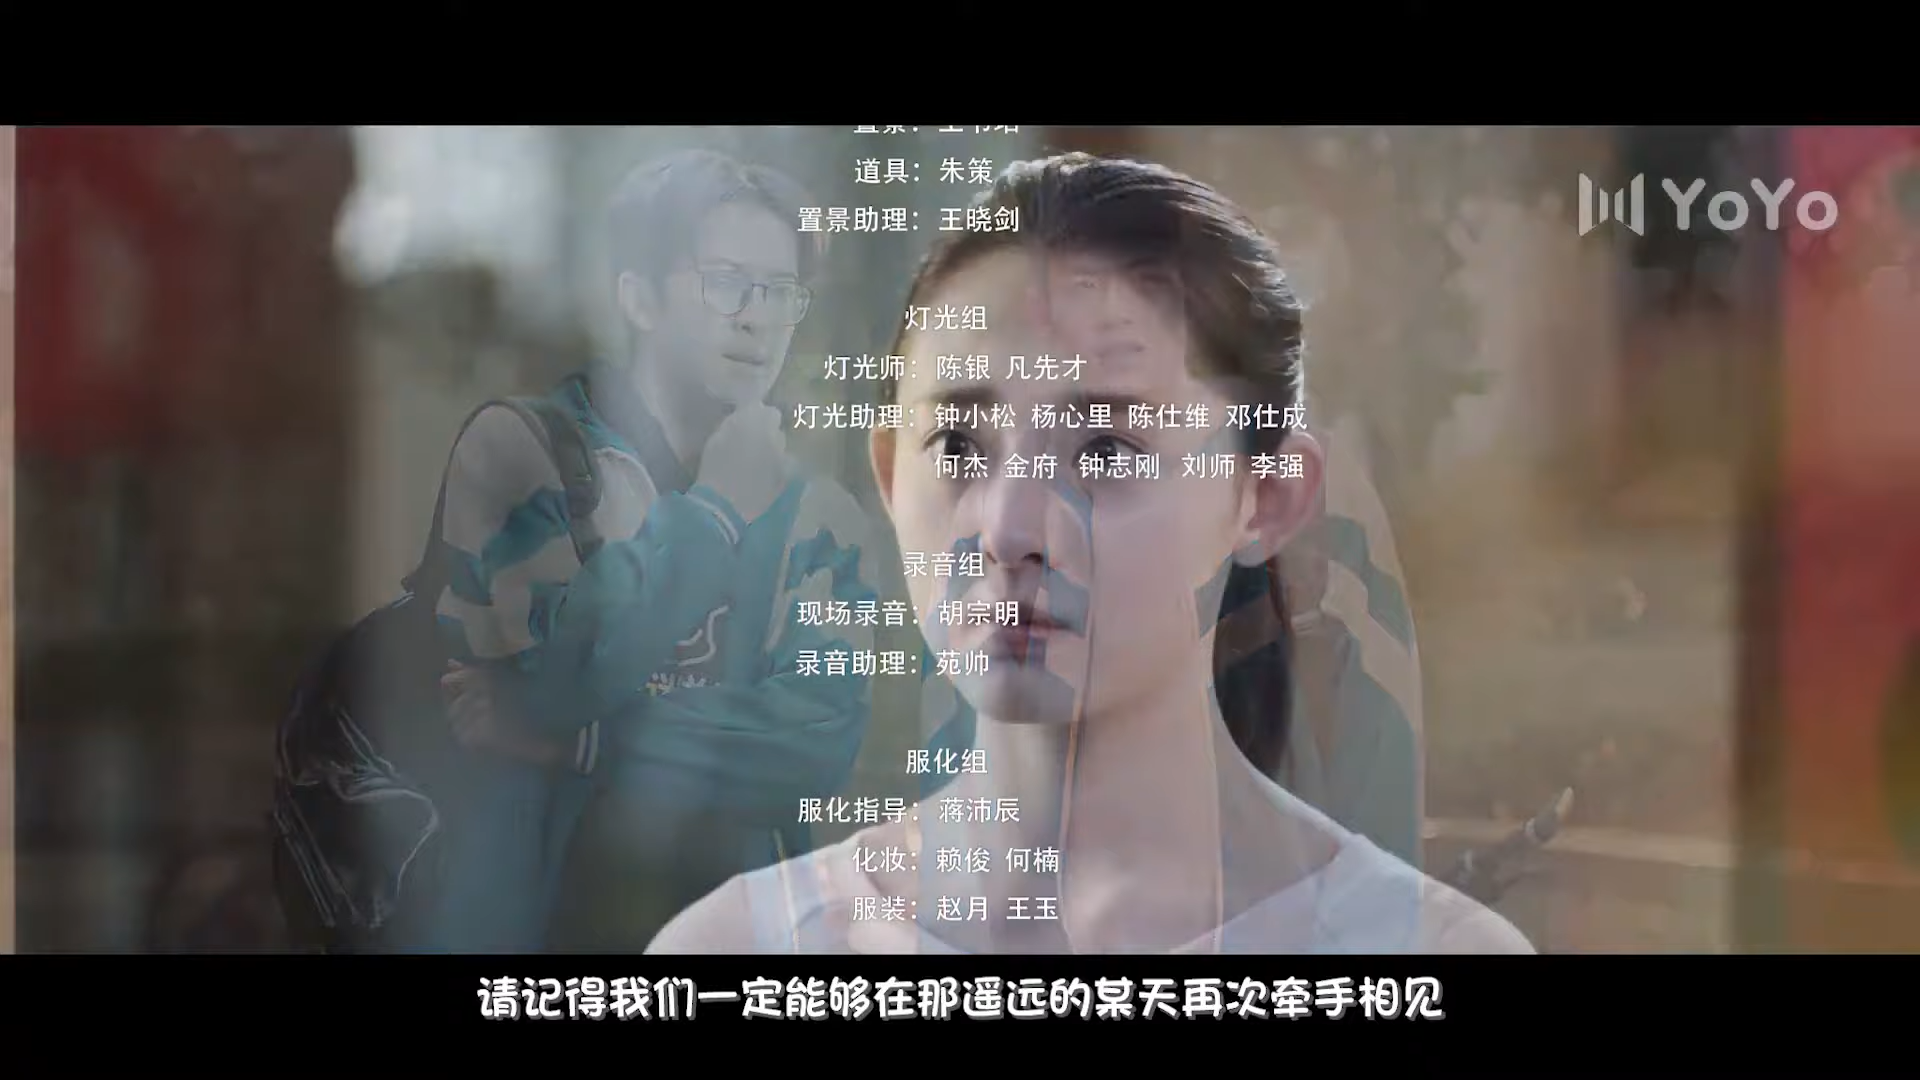 道具：朱策
YoYo
置景助理：王晓剑
灯光组
灯光师：陈银 凡先才
灯光助理：钟小松 杨心里 陈仕维 邓仕成
何杰 金府 钟志刚 刘师 李强
录音组
现场录音：胡宗明
录音助理：苑帅
服化组
服化指导：蒋沛辰
化妆：赖俊 何楠
服装：赵月 王玉
请记得我们一定能够在那遥远的某天再次牵手相见